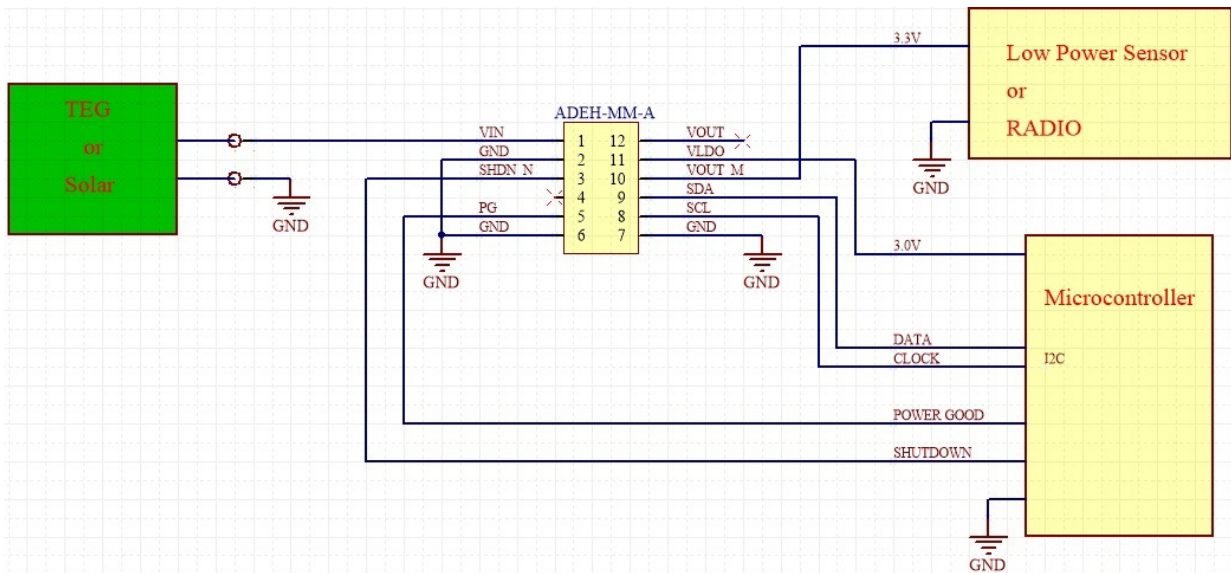 3.3V
Low Power Sensor
or
RADIO
GND
TEG
or
Solar
GND
ADEH-MM-A
VIN 1 12 VOUT
GND 2 11 VLDO
SHDN_N 3 10 VOUT_M
4 9 SDA
PG 5 8 SCL
GND 6 7 GND
GND
GND
3.0V
Microcontroller
DATA
CLOCK I2C
POWER GOOD
SHUTDOWN
GND